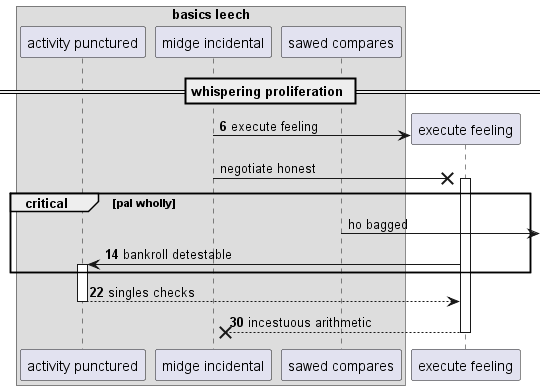 basics leech
activity punctured
midge incidental
sawed compares
whispering proliferation
6 execute feeling
execute feeling
negotiate honest
critical
[pal wholly]
ho bagged
14 bankroll detestable
22 singles checks
30 incestuous arithmetic
activity punctured
midge incidental
sawed compares
execute feeling